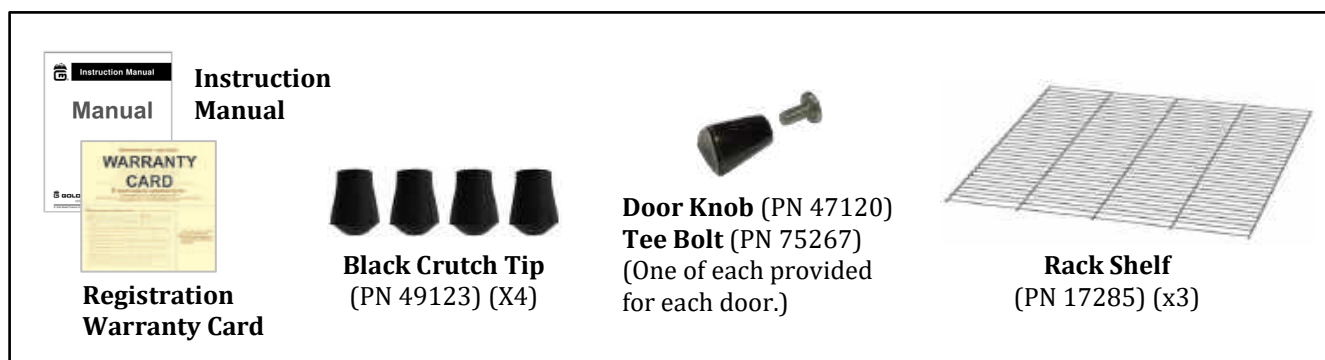 Instruction Manual
Manual
GOLD
WARRANTY
CARD
Instruction
Manual
Registration
Warranty Card
Black Crutch Tip
(PN 49123) (X4)
Door Knob (PN 47120)
Tee Bolt (PN 75267)
(One of each provided
for each door.)
Rack Shelf
(PN 17285) (x3)